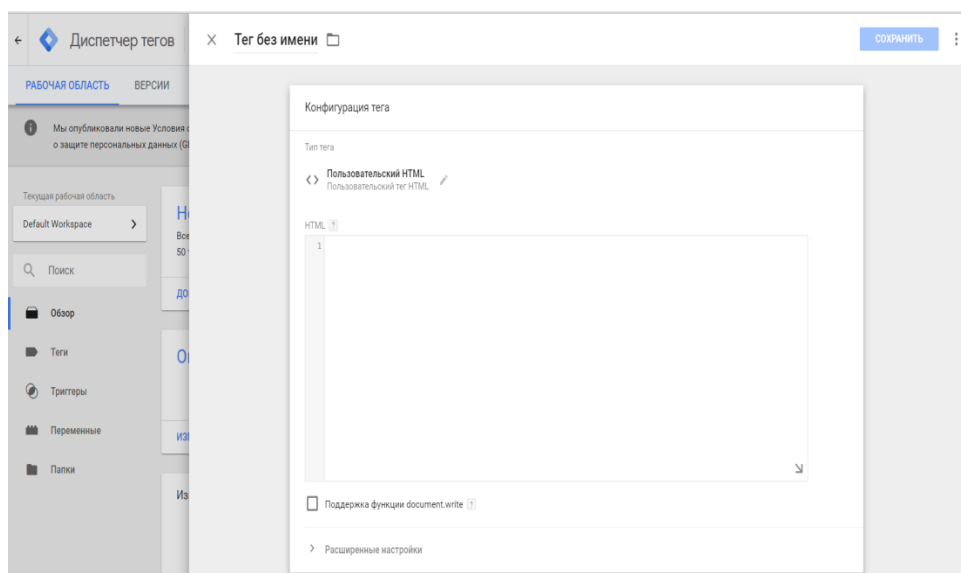 Диспетчер тегов
Тег без имени
СОХРАНИТЬ
РАБОЧАЯ ОБЛАСТЬ ВЕРСИИ
Мы опубликовали новые Условия
о защите персональных данных
Текущая рабочая область
Default Workspace
Поиск
Обзор
Теги
Триггеры
Переменные
Папки
50
Конфигурация тега
Тип тега
Пользовательский HTML
Пользовательский тег HTML
HTML ?
1
Поддержка функции document.write ?
Расширенные настройки